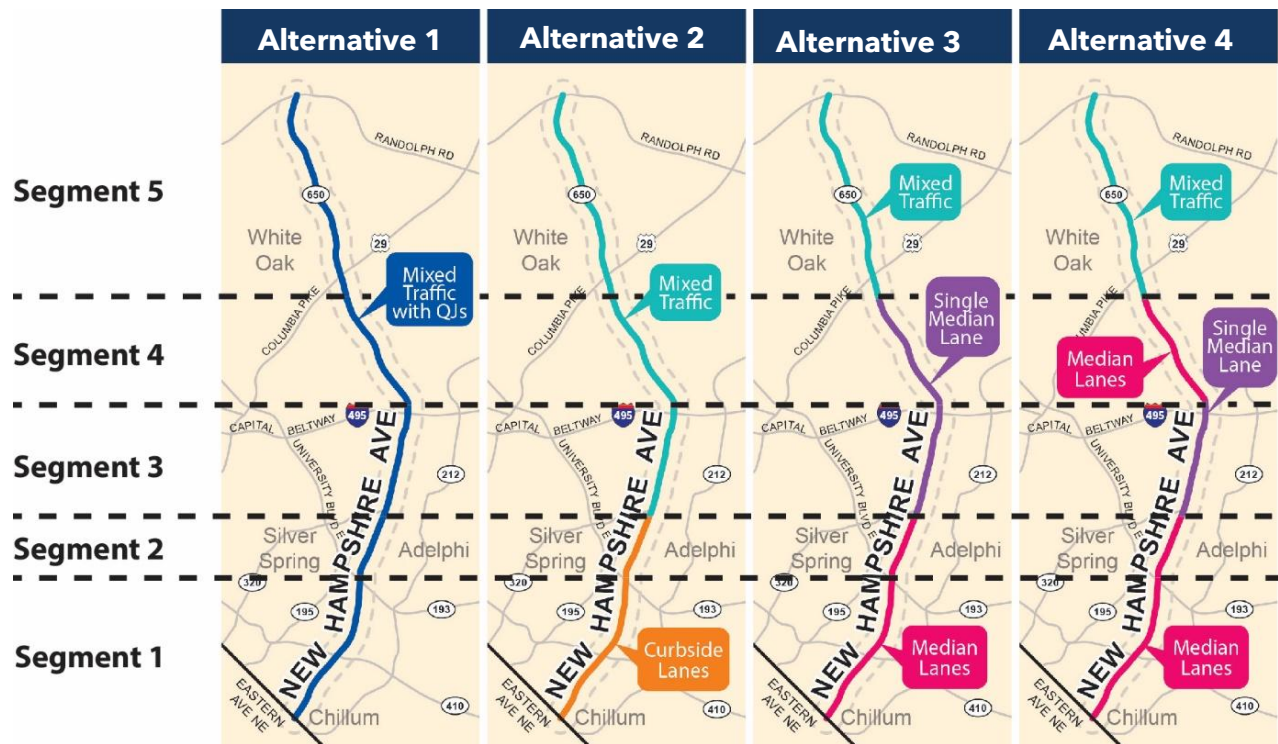 Alternative 1
Alternative 2
Alternative 3
Alternative 4
Segment 5
Segment 4
Segment 3
Segment 2
Segment 1
RANDOLPH RD
650
29
White
Oak
Mixed
Traffic
with QJs
COLUMBIA PIKE
495
CAPITAL BELTWAY
UNIVERSITY BLVD E
212
NEW HAMPSHIRE AVE
Silver
Spring
Adelphi
320
195
193
EASTERN
AVE NE
Chillum
410
RANDOLPH RD
650
29
White
Oak
Mixed
Traffic
COLUMBIA PIKE
495
CAPITAL BELTWAY
UNIVERSITY BLVD E
212
NEW HAMPSHIRE AVE
Silver
Spring
Adelphi
320
195
193
Curbside
Lanes
EASTERN
AVE NE
Chillum
410
RANDOLPH RD
Mixed
Traffic
650
29
White
Oak
Single
Median
Lane
COLUMBIA PIKE
495
CAPITAL BELTWAY
UNIVERSITY BLVD E
212
NEW HAMPSHIRE AVE
Silver
Spring
Adelphi
320
195
193
Median
Lanes
EASTERN
AVE NE
Chillum
410
RANDOLPH RD
Mixed
Traffic
650
29
White
Oak
Single
Median
Lane
Median
Lanes
PIKE
495
CAPITAL BELTWAY
UNIVERSITY BLVD E
212
NEW HAMPSHIRE AVE
Silver
Spring
Adelphi
320
195
193
Median
Lanes
EASTERN
AVE NE
Chillum
410